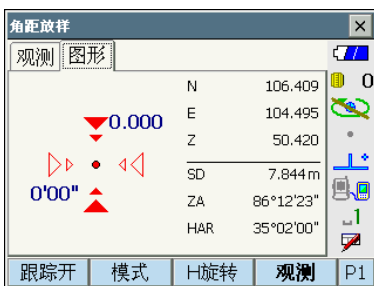 角距放样
观测 图形
N 106.409
E 104.495
Z 50.420
SD 7.844m
ZA 86°12'23"
HAR 35°02'00"
0.000
0'00"
0
1
跟踪开 模式 H旋转 观测 P1